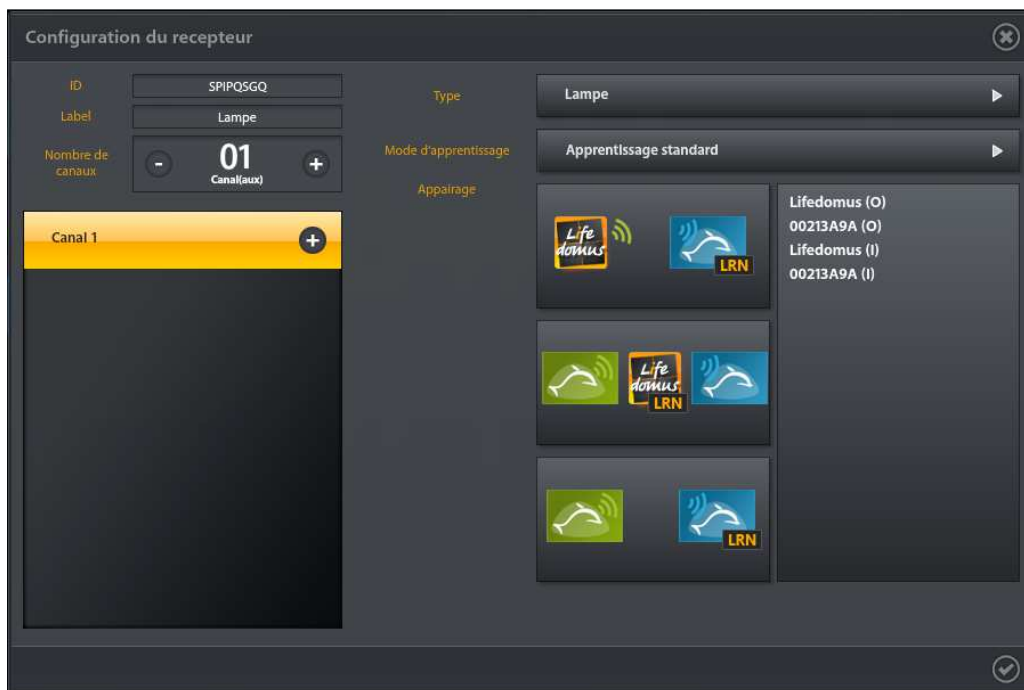 Configuration du recepteur
ID
SPIPQSGQ
Label
Lampe
Nombre de
canaux
-
01
+
Canal(aux)
Canal 1
+
Type
Lampe
Mode d'apprentissage
Apprentissage standard
Appairage
Life
domus
LRN
Life
domus
LRN
LRN
Lifedomus (O)
00213A9A (O)
Lifedomus (I)
00213A9A (I)